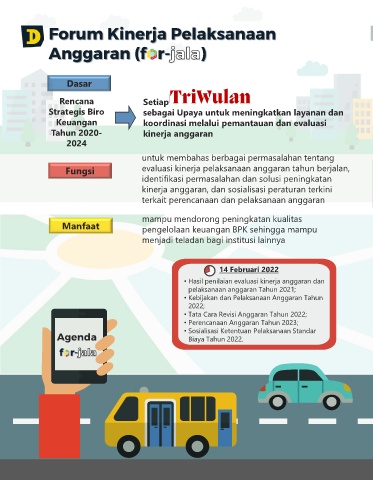 D Forum Kinerja Pelaksanaan
Anggaran (for-jala)
Dasar
Rencana
Strategis Biro
Keuangan
Tahun 2020-
2024
Setiap TriWulan
sebagai Upaya untuk meningkatkan layanan dan
koordinasi melalui pemantauan dan evaluasi
kinerja anggaran
Fungsi
untuk membahas berbagai permasalahan tentang
evaluasi kinerja pelaksanaan anggaran tahun berjalan,
identifikasi permasalahan dan solusi peningkatan
kinerja anggaran, dan sosialisasi peraturan terkini
terkait perencanaan dan pelaksanaan anggaran
Manfaat
mampu mendorong peningkatan kualitas
pengelolaan keuangan BPK sehingga mampu
menjadi teladan bagi institusi lainnya
14 Februari 2022
• Hasil penilaian evaluasi kinerja anggaran dan
pelaksanaan anggaran Tahun 2021;
• Kebijakan dan Pelaksanaan Anggaran Tahun
2022;
• Tata Cara Revisi Anggaran Tahun 2022;
• Perencanaan Anggaran Tahun 2023;
• Sosialisasi Ketentuan Pelaksanaan Standar
Biaya Tahun 2022.
Agenda
for-jala